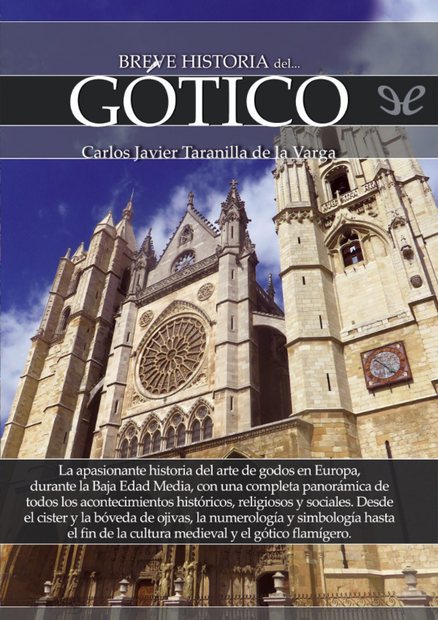 BREVE HISTORIA del...
GÓTICO
Carlos Javier Taranilla de la Varga
La apasionante historia del arte de godos en Europa,
durante la Baja Edad Media, con una completa panorámica de
todos los acontecimientos históricos, religiosos y sociales. Desde
el cister y la bóveda de ojivas, la numerología y simbología hasta
el fin de la cultura medieval y el gótico flamígero.